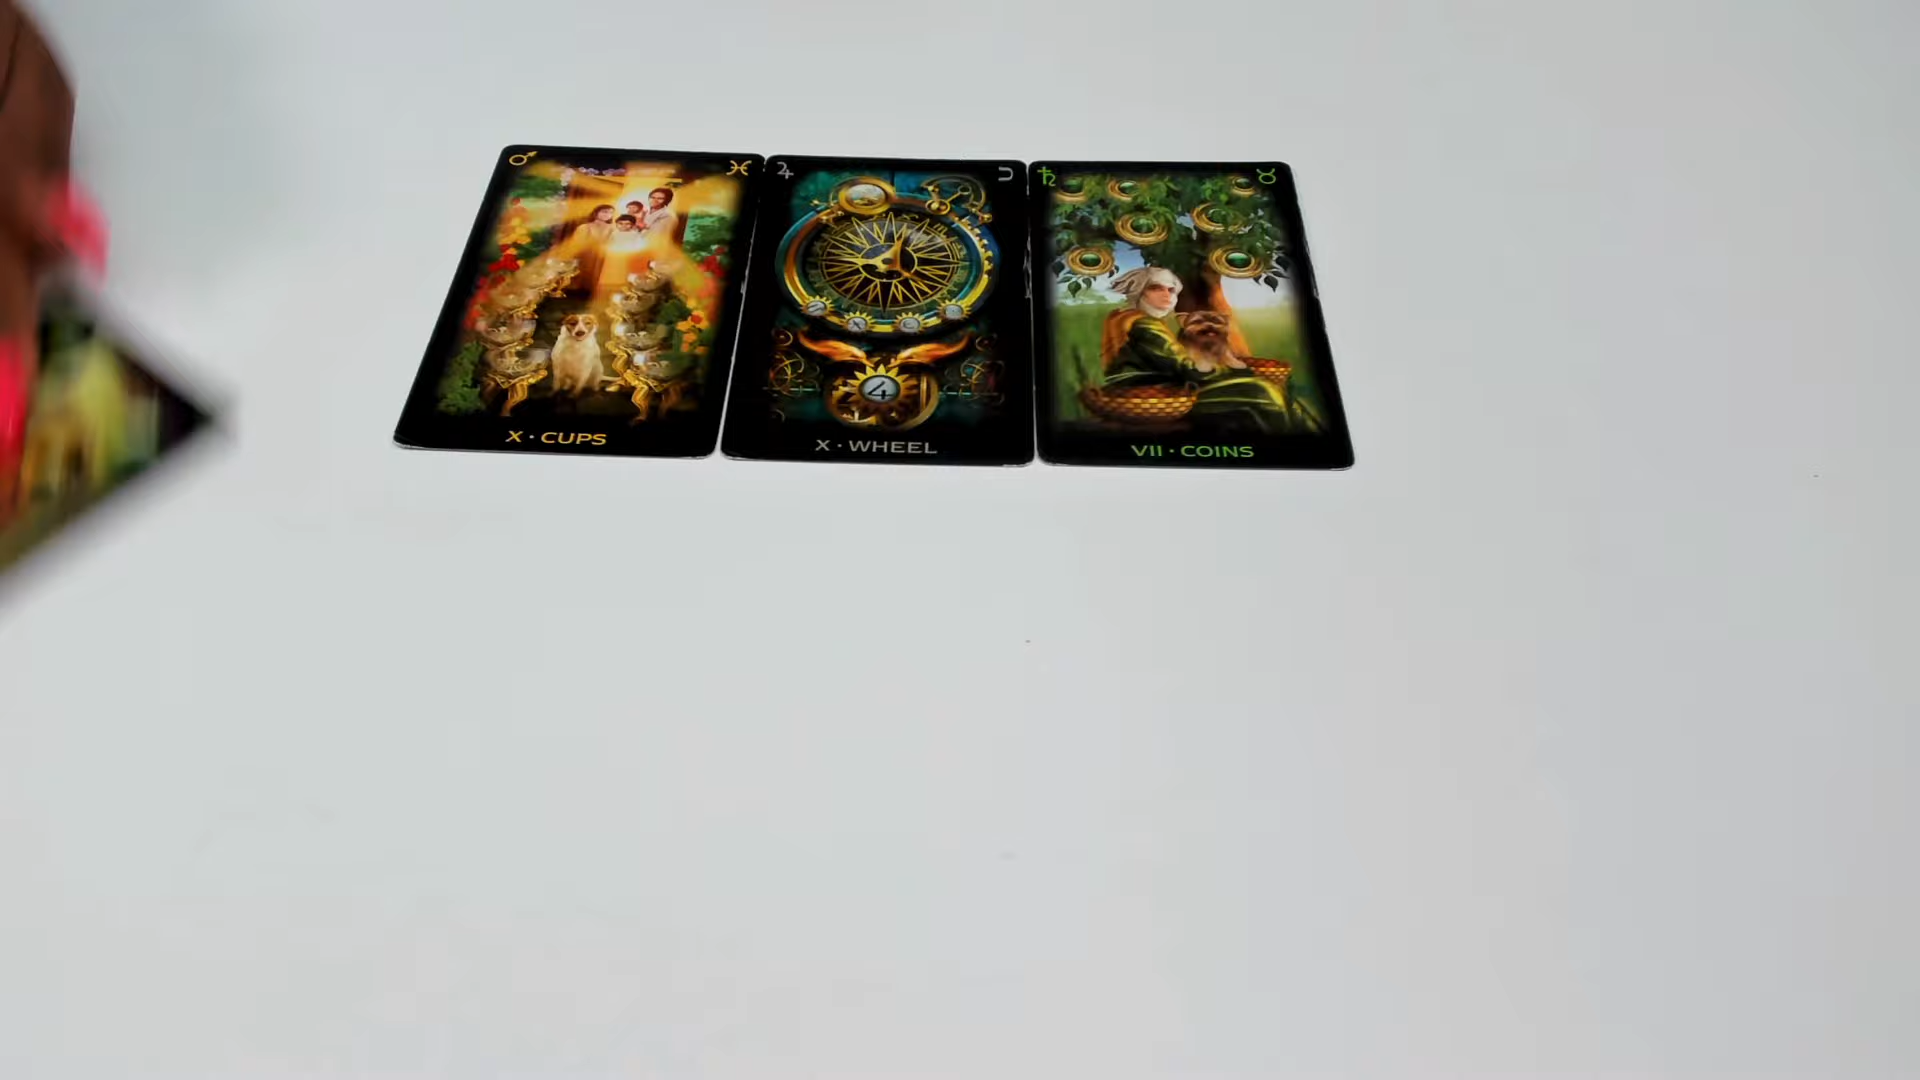 X · CUPS
X · WHEEL
VII · COINS